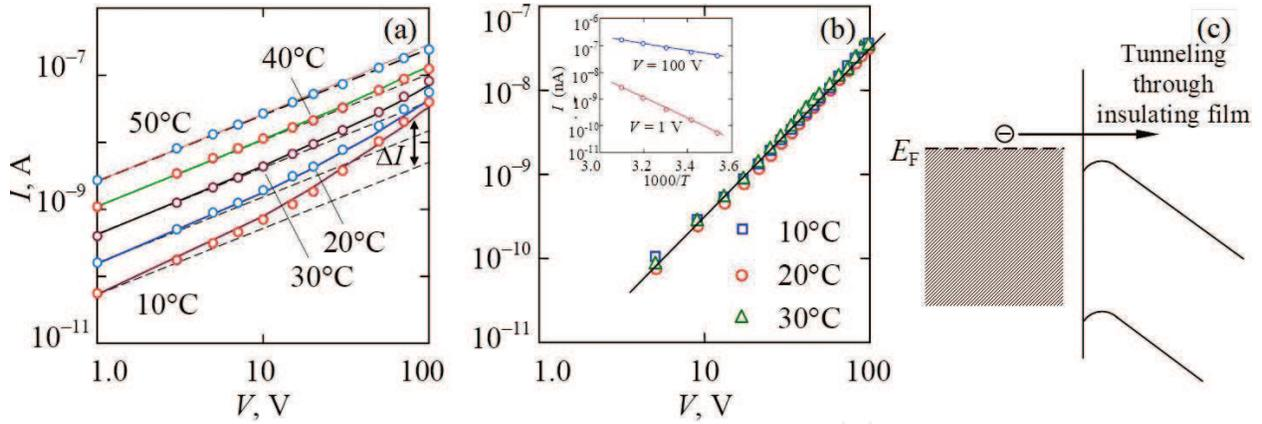 (a)
10⁻⁷
10⁻⁹
10⁻¹¹
I, A
50°C
40°C
ΔI
20°C
30°C
10°C
1.0 10 100
V, V
(b)
10⁻⁷
10⁻⁸
10⁻⁹
10⁻¹⁰
10⁻¹¹
10⁻⁶
10⁻⁷
10⁻⁸
10⁻⁹
10⁻¹⁰
10⁻¹¹
I (nA)
V = 100 V
V = 1 V
3.0 3.2 3.4 3.6
1000/T
10°C
20°C
30°C
1.0 10 100
V, V
(c)
Tunneling
through
insulating film
E_F